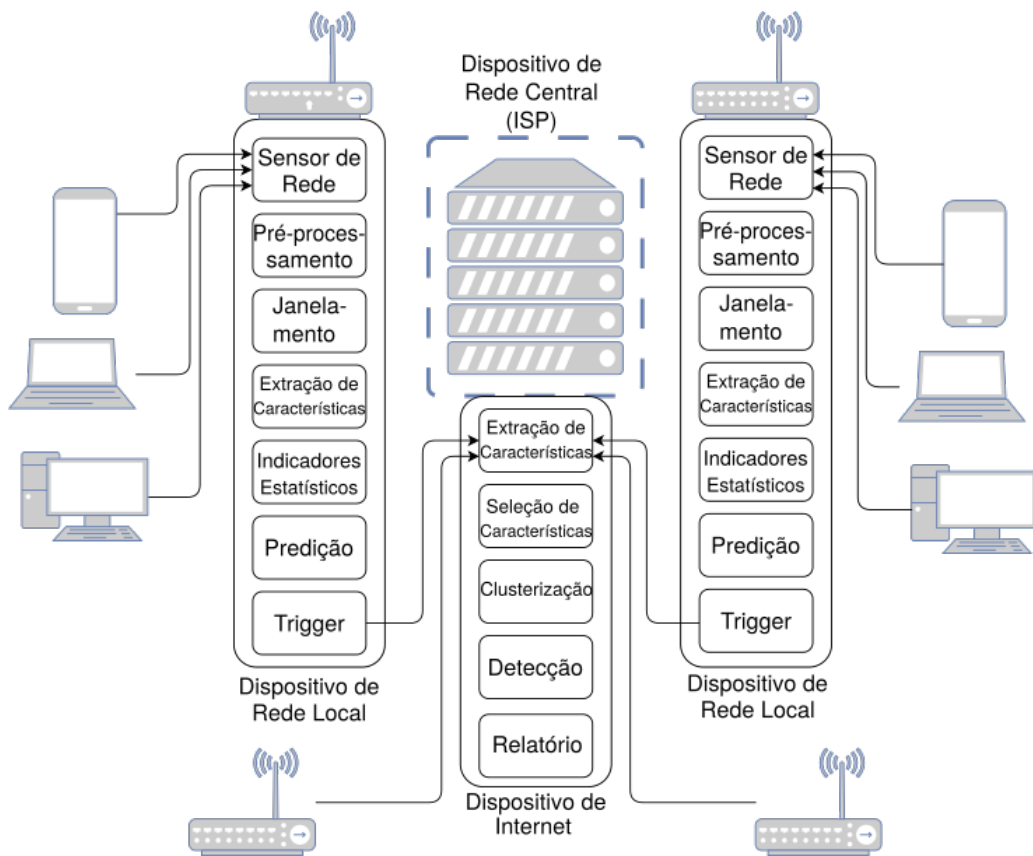 Sensor de
Rede
Pré-proces-
samento
Janela-
mento
Extração de
Características
Indicadores
Estatísticos
Predição
Trigger
Dispositivo de
Rede Local
Dispositivo de
Rede Central
(ISP)
Extração de
Características
Seleção de
Características
Clusterização
Detecção
Relatório
Dispositivo de
Internet
Sensor de
Rede
Pré-proces-
samento
Janela-
mento
Extração de
Características
Indicadores
Estatísticos
Predição
Trigger
Dispositivo de
Rede Local